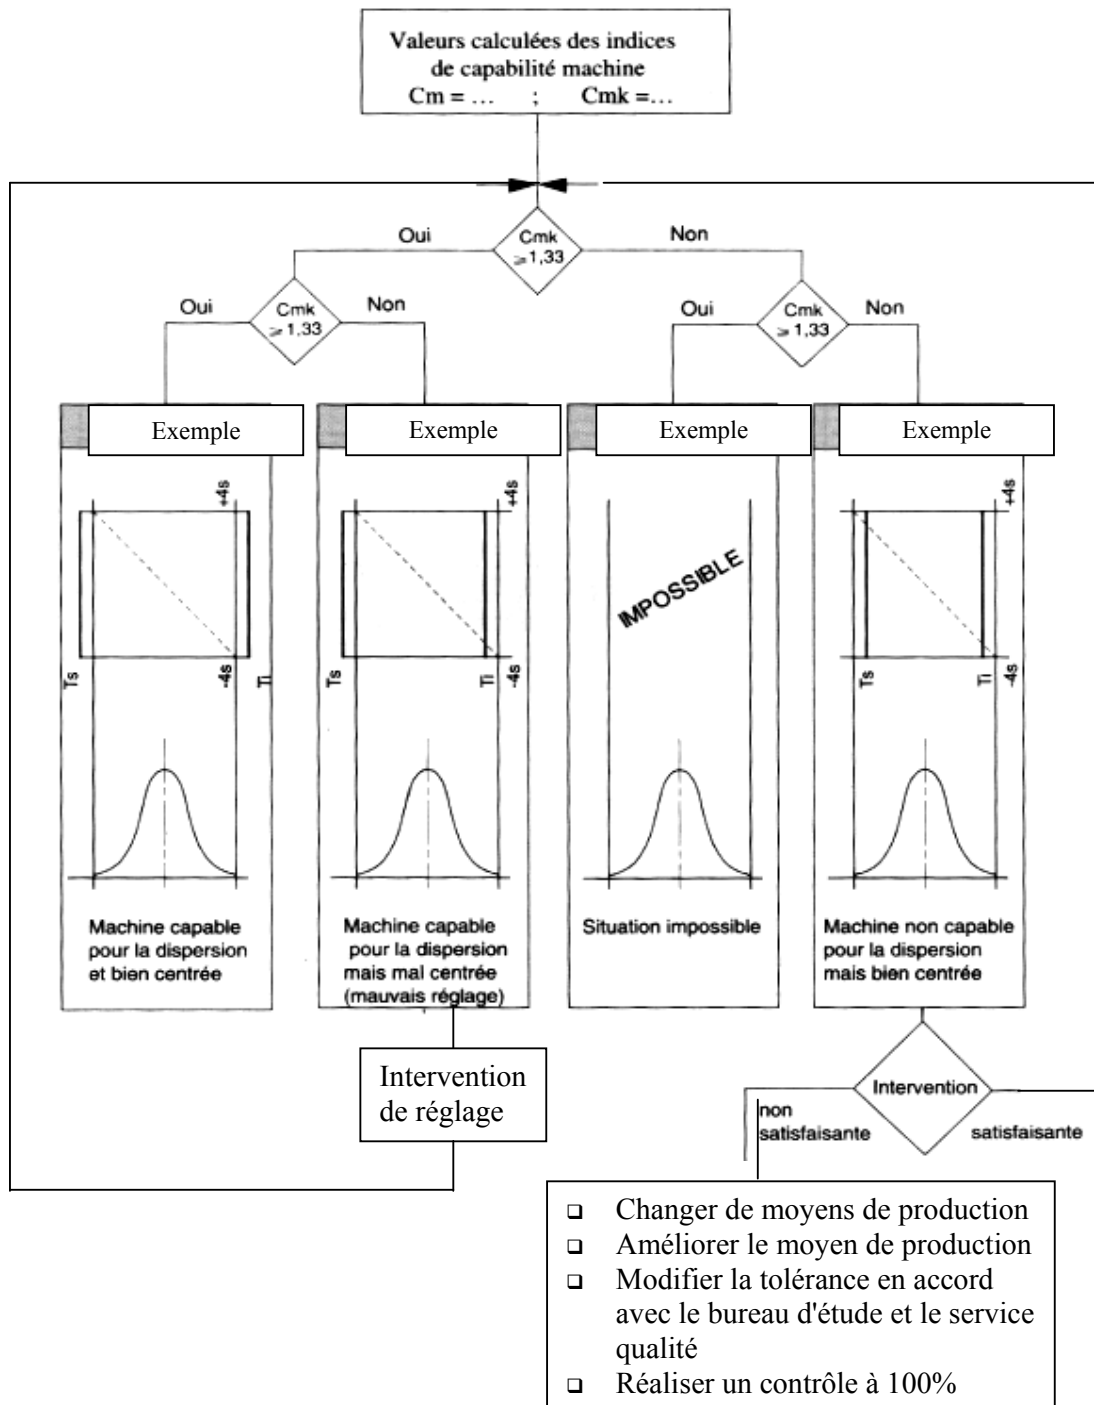 Valeurs calculées des indices
de capabilité machine
Cm = ... ; Cmk =...
Oui
Cmk
⩾1,33
Non
Oui
Cmk
⩾1,33
Non
Oui
Cmk
⩾1,33
Non
Exemple
Exemple
Exemple
Exemple
+4s
-4s
Ts
Ti
+4s
-4s
Ts
Ti
IMPOSSIBLE
+4s
-4s
Ts
Ti
Machine capable
pour la dispersion
et bien centrée
Machine capable
pour la dispersion
mais mal centrée
(mauvais réglage)
Situation impossible
Machine non capable
pour la dispersion
mais bien centrée
Intervention
de réglage
Intervention
non
satisfaisante
satisfaisante
❑ Changer de moyens de production
❑ Améliorer le moyen de production
❑ Modifier la tolérance en accord
avec le bureau d'étude et le service
qualité
❑ Réaliser un contrôle à 100%